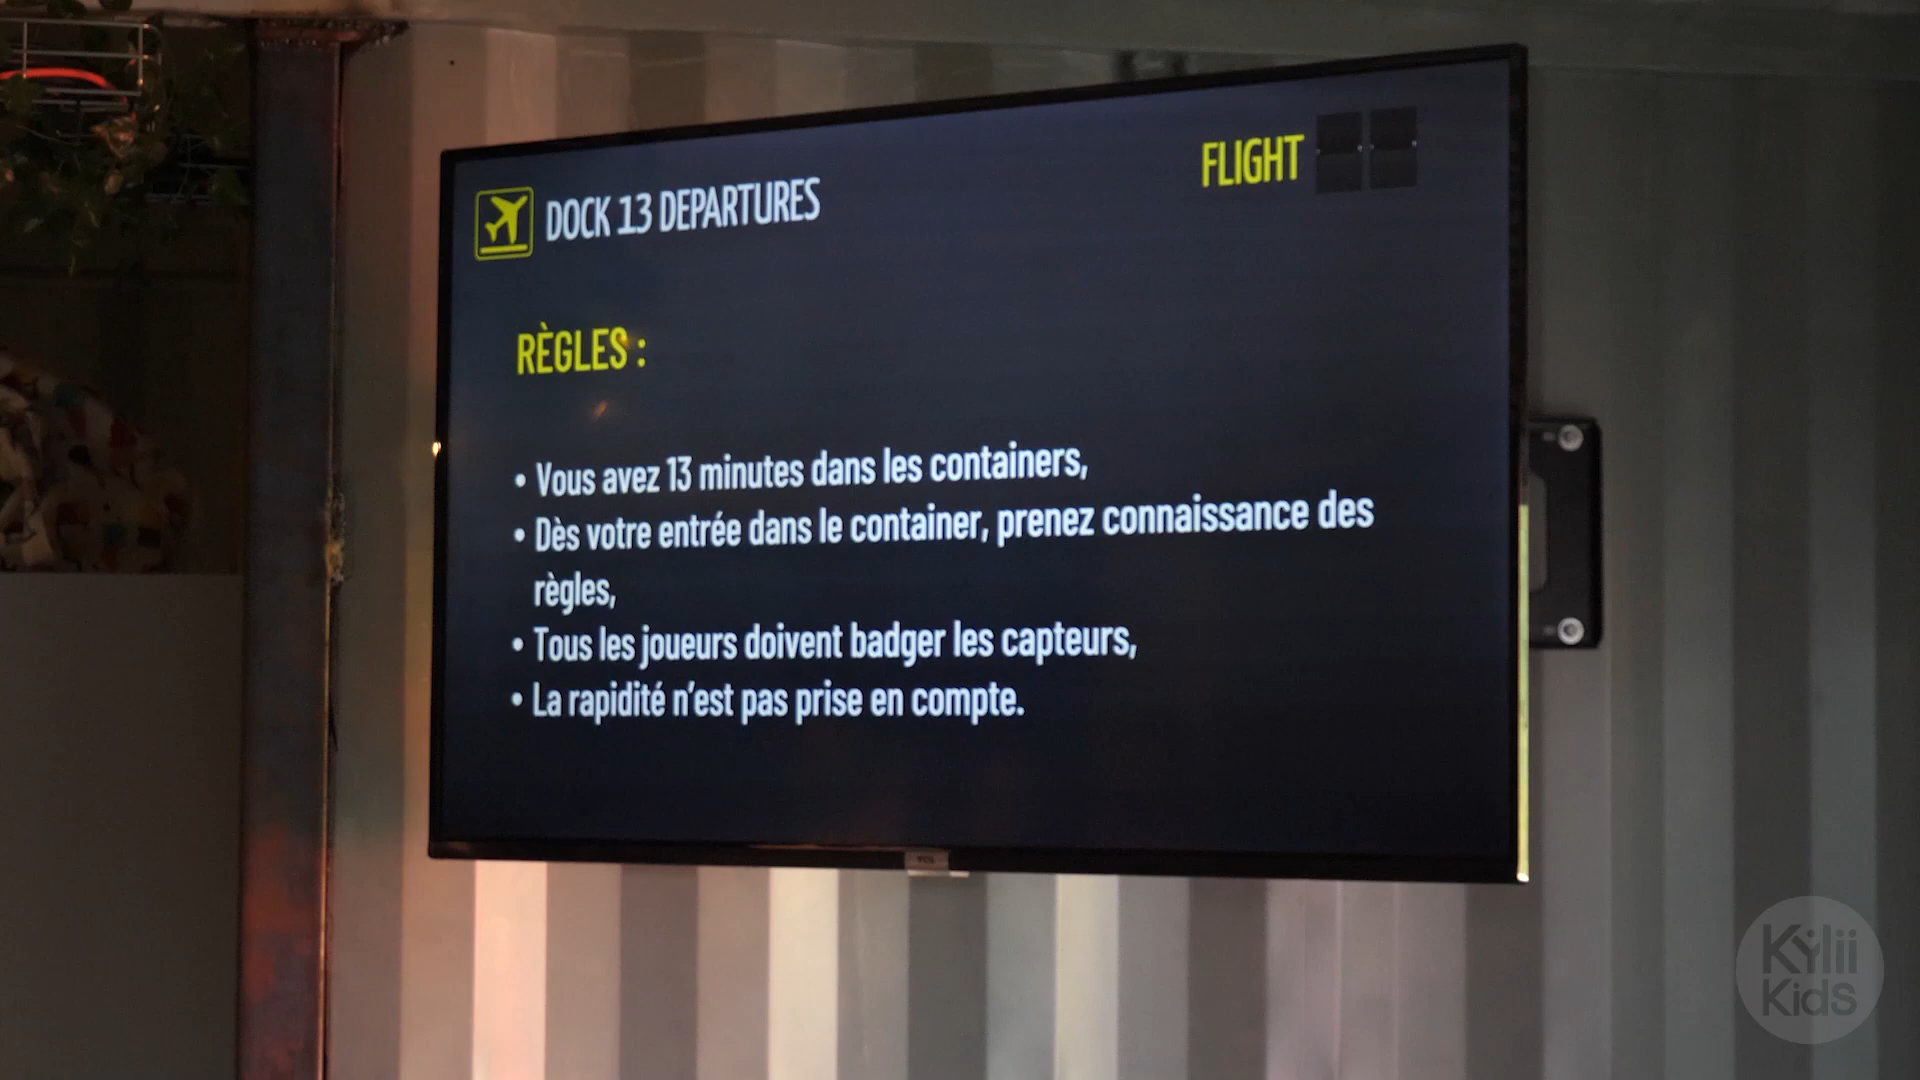 DOCK 13 DEPARTURES
FLIGHT
RÈGLES :
• Vous avez 13 minutes dans les containers,
• Dès votre entrée dans le container, prenez connaissance des
règles,
• Tous les joueurs doivent badger les capteurs,
• La rapidité n'est pas prise en compte.
TCL
Kylii
Kids